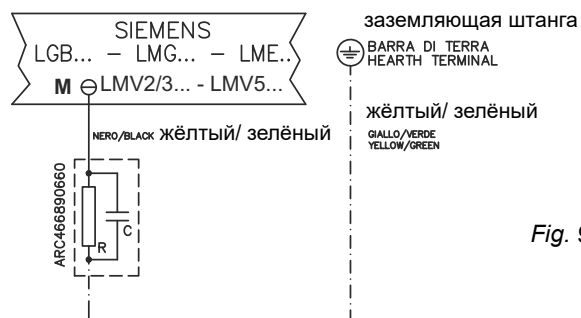 SIEMENS
LGB... – LMG... – LME..
M LMV2/3... - LMV5...
NERO/BLACK жёлтый/ зелёный
ARC466890660
C
R
заземляющая штанга
BARRA DI TERRA
HEARTH TERMINAL
жёлтый/ зелёный
GIALLO/VERDE
YELLOW/GREEN
Fig. 9